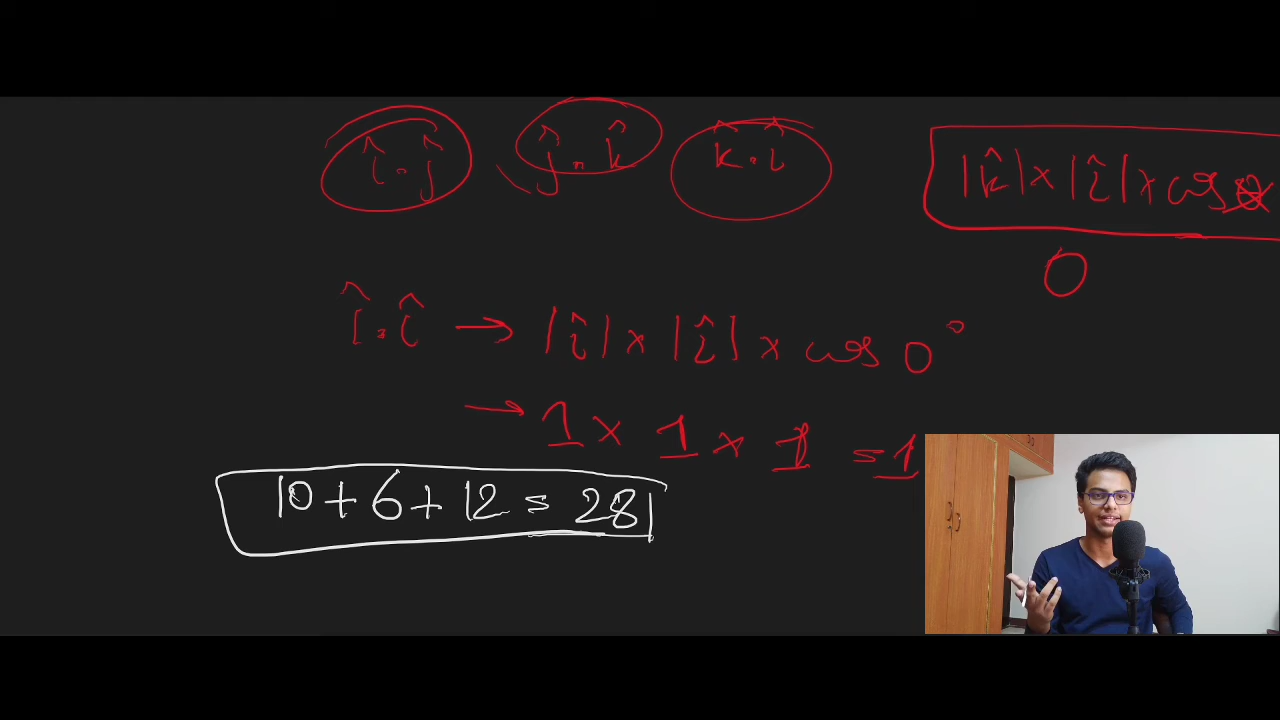 î.ĵ , ĵ.k̂ k̂.î
|k̂|×|î|×cos
0
î.î → |î|×|î|×cos 0°
→ 1 × 1 × 1 = 1
10+6+12 = 28